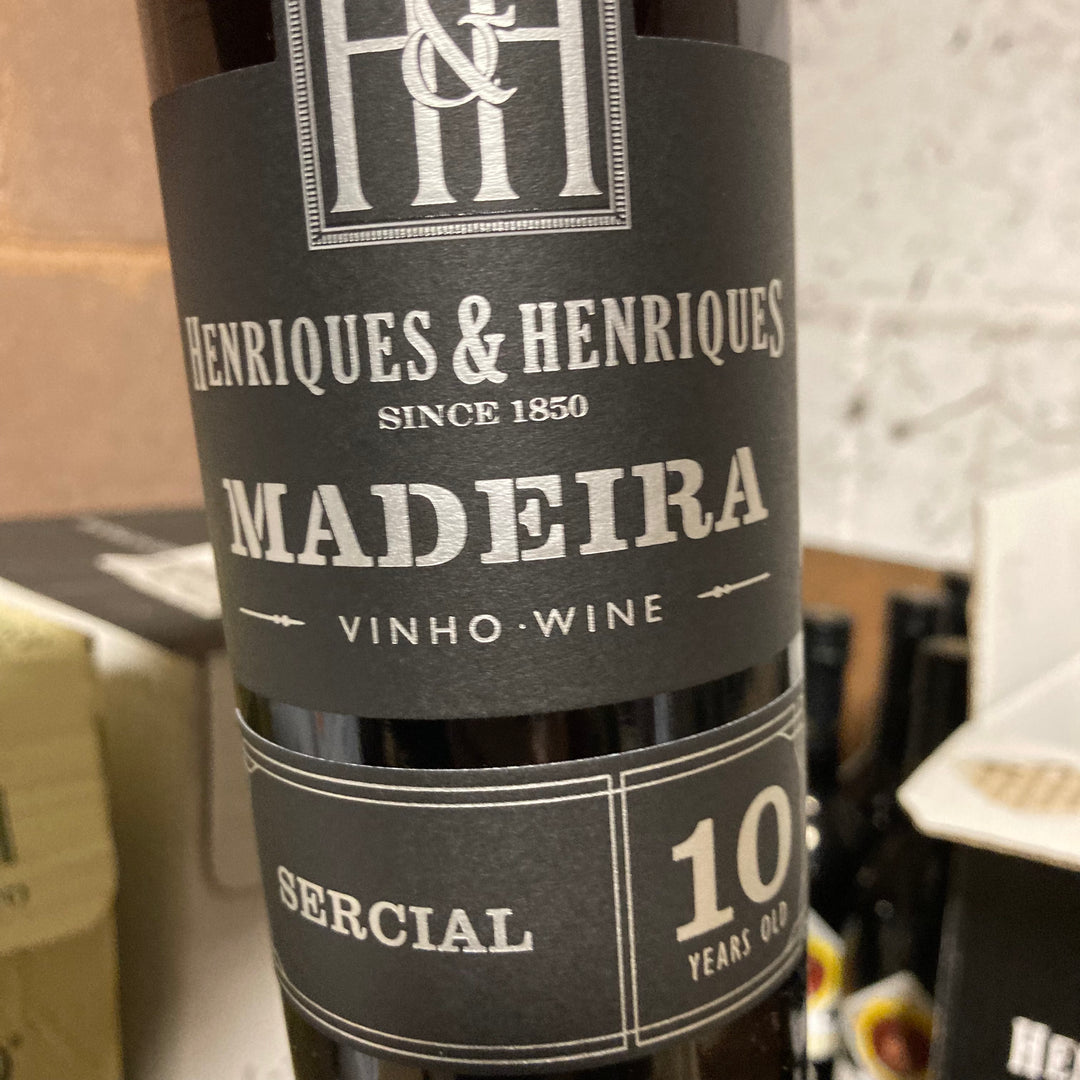 H&H
HENRIQUES & HENRIQUES
SINCE 1850
MADEIRA
VINHO · WINE
SERCIAL
10
YEARS OLD